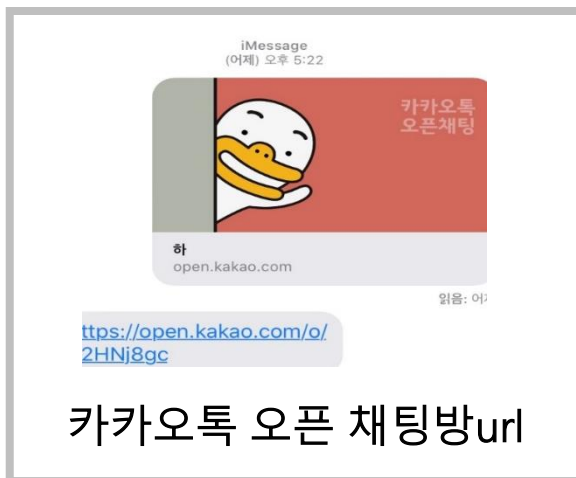 iMessage
(어제) 오후 5:22
카카오톡
오픈채팅
하
open.kakao.com
읽음: 어
ttps://open.kakao.com/o/
2HNj8gc
카카오톡 오픈 채팅방url